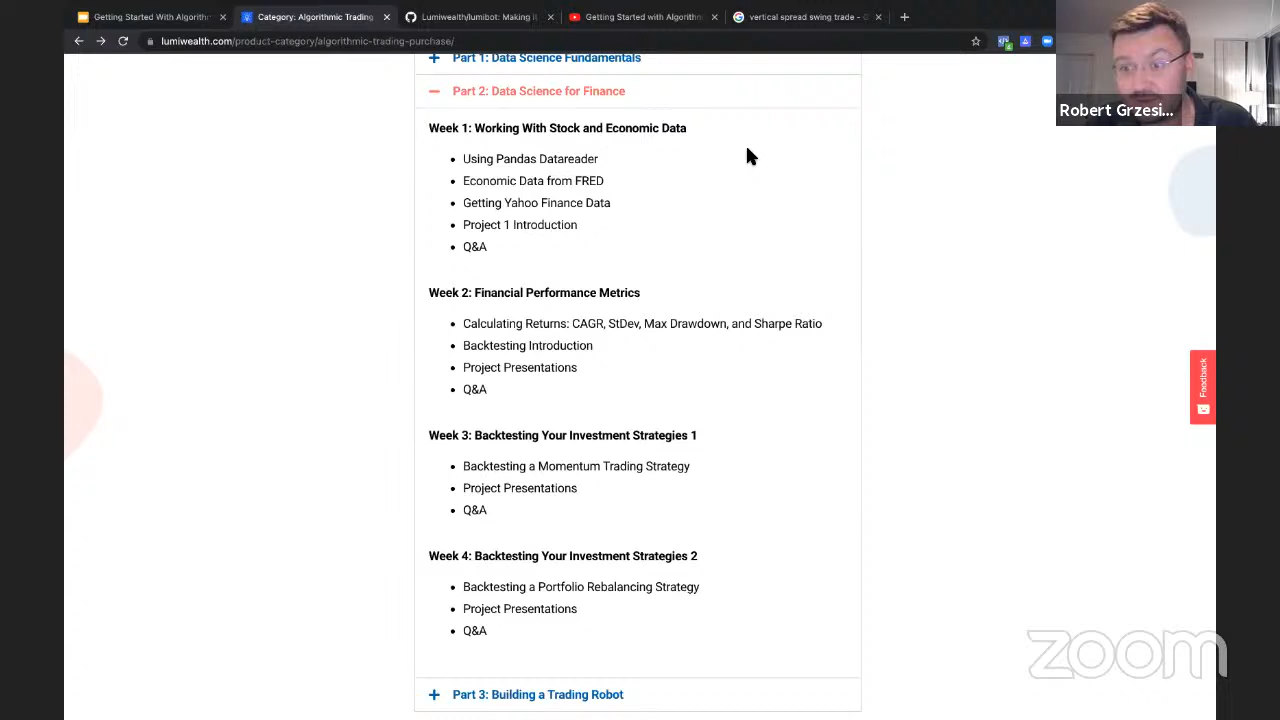 Getting Started With Algorithm
Category: Algorithmic Trading
Lumiwealth/lumibot: Making it
Getting Started with Algorithm
vertical spread swing trade - G
lumiwealth.com/product-category/algorithmic-trading-purchase/
Robert Grzesi...
Part 1: Data Science Fundamentals
Part 2: Data Science for Finance
Week 1: Working With Stock and Economic Data
Using Pandas Datareader
Economic Data from FRED
Getting Yahoo Finance Data
Project 1 Introduction
Q&A
Week 2: Financial Performance Metrics
Calculating Returns: CAGR, StDev, Max Drawdown, and Sharpe Ratio
Backtesting Introduction
Project Presentations
Q&A
Feedback
Week 3: Backtesting Your Investment Strategies 1
Backtesting a Momentum Trading Strategy
Project Presentations
Q&A
Week 4: Backtesting Your Investment Strategies 2
Backtesting a Portfolio Rebalancing Strategy
Project Presentations
Q&A
zoom
Part 3: Building a Trading Robot